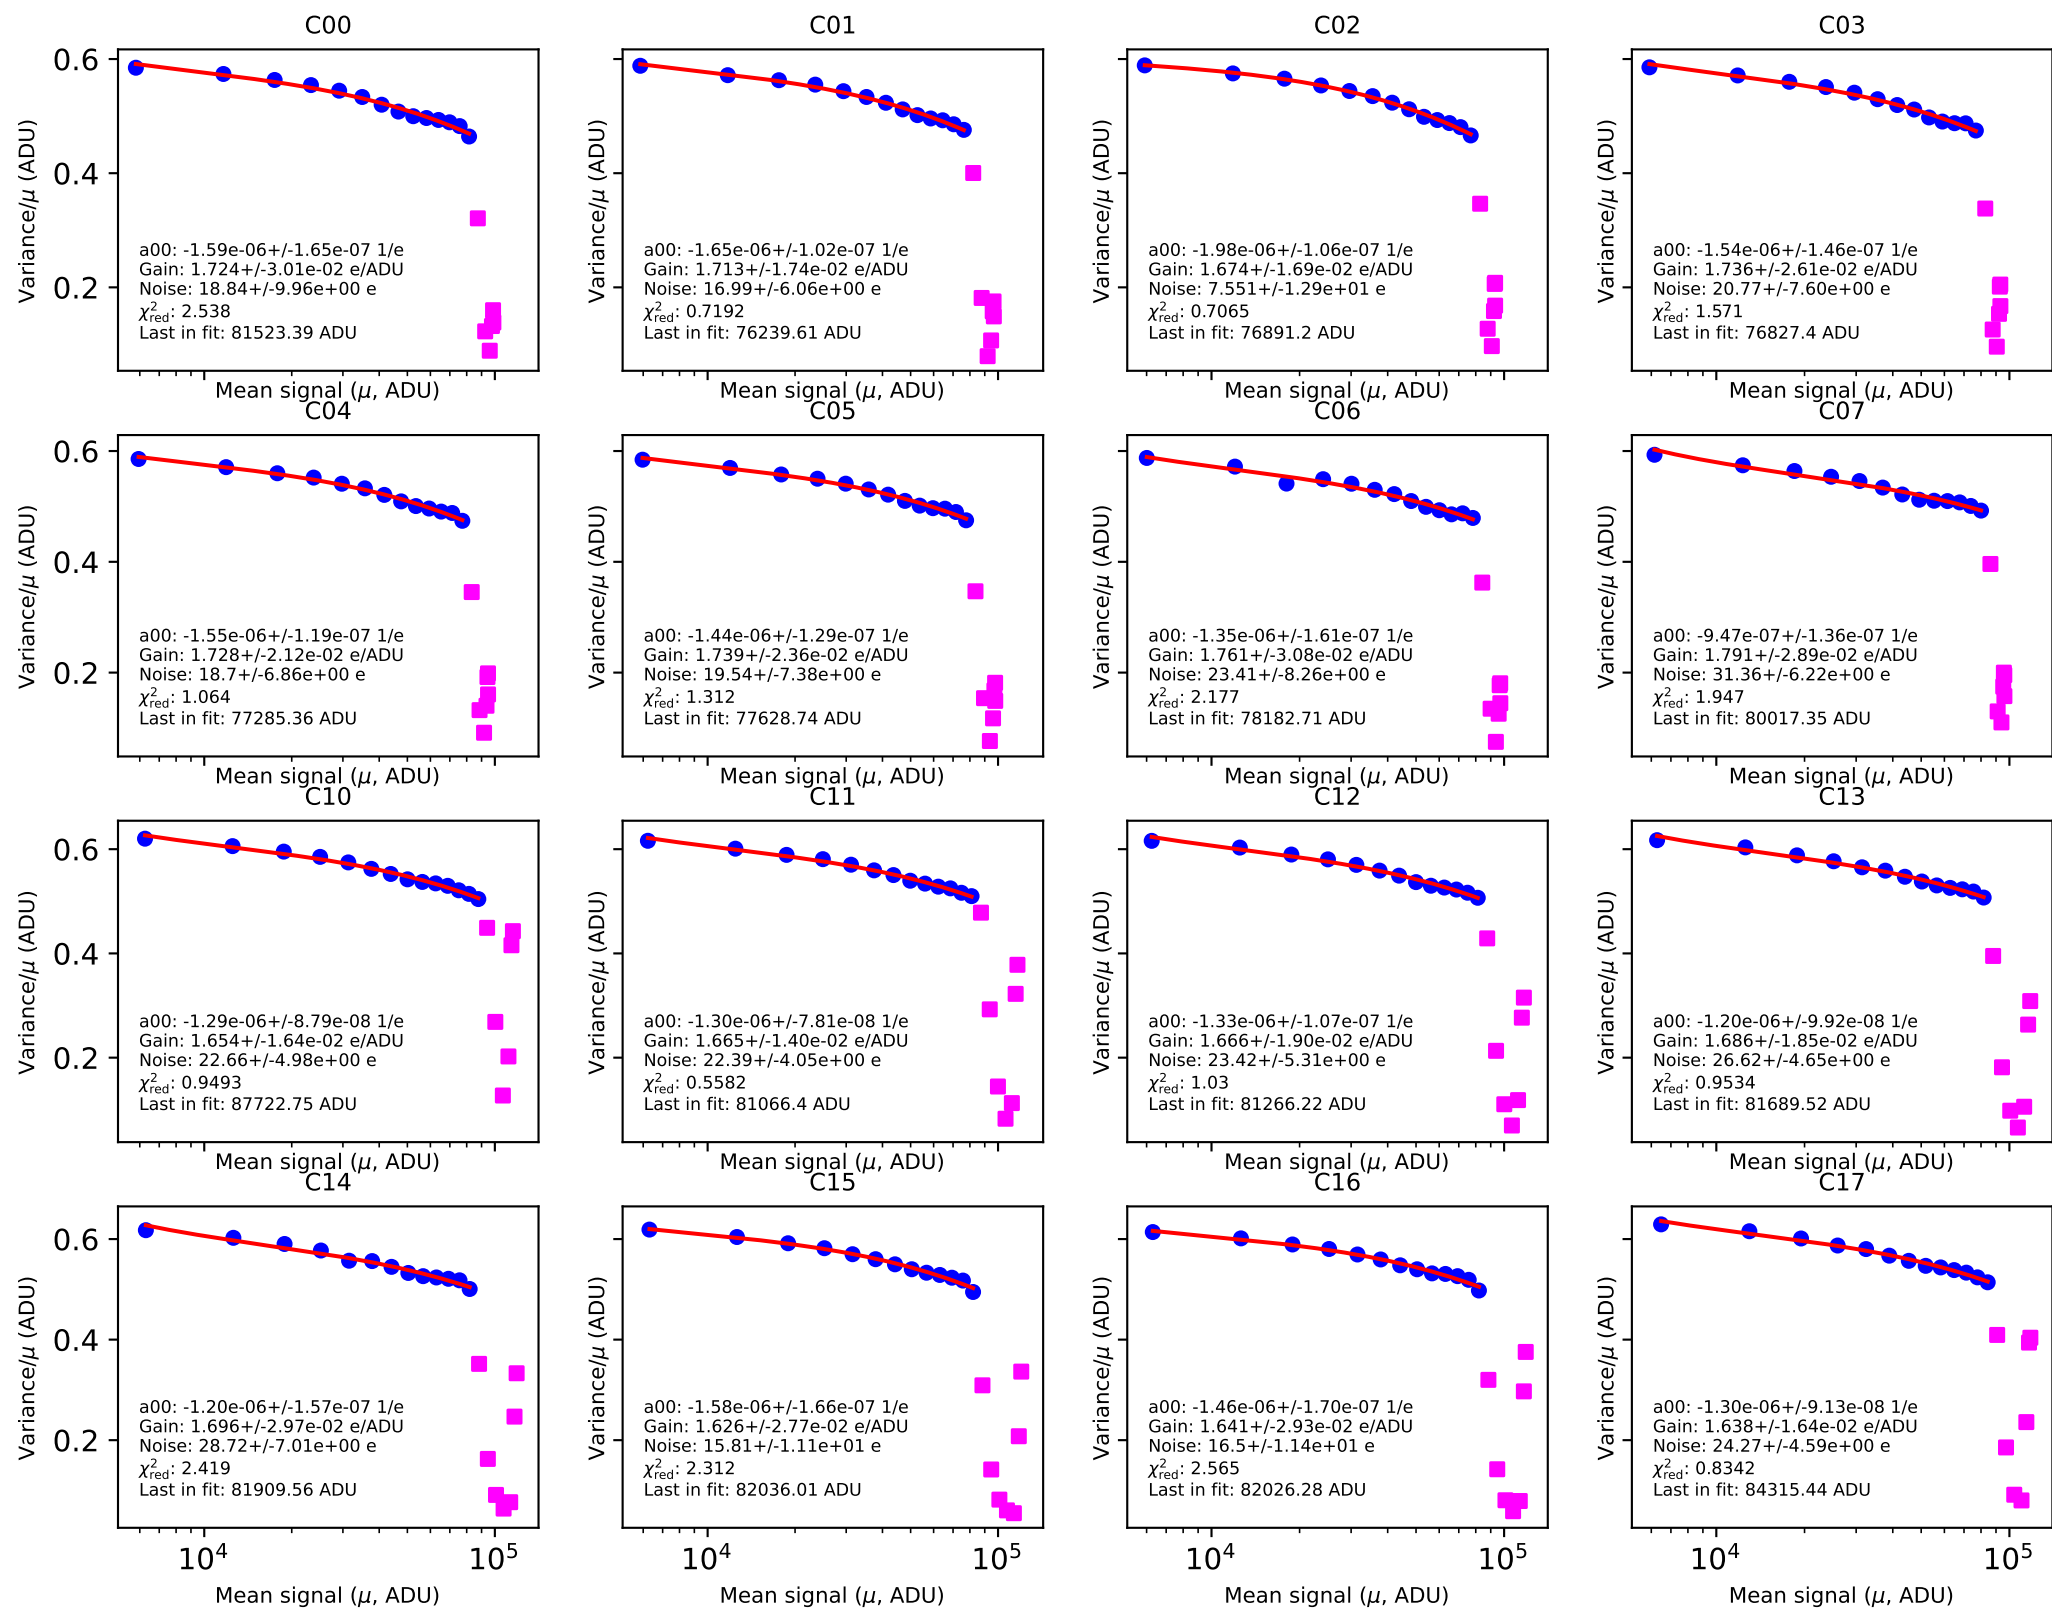 C00
C01
C02
C03
0.6
0.4
0.2
Variance/μ (ADU)
Variance/μ (ADU)
Variance/μ (ADU)
Variance/μ (ADU)
a00: -1.59e-06+/-1.65e-07 1/e
Gain: 1.724+/-3.01e-02 e/ADU
Noise: 18.84+/-9.96e+00 e
χ²red: 2.538
Last in fit: 81523.39 ADU
a00: -1.65e-06+/-1.02e-07 1/e
Gain: 1.713+/-1.74e-02 e/ADU
Noise: 16.99+/-6.06e+00 e
χ²red: 0.7192
Last in fit: 76239.61 ADU
a00: -1.98e-06+/-1.06e-07 1/e
Gain: 1.674+/-1.69e-02 e/ADU
Noise: 7.551+/-1.29e+01 e
χ²red: 0.7065
Last in fit: 76891.2 ADU
a00: -1.54e-06+/-1.46e-07 1/e
Gain: 1.736+/-2.61e-02 e/ADU
Noise: 20.77+/-7.60e+00 e
χ²red: 1.571
Last in fit: 76827.4 ADU
Mean signal (μ, ADU)
Mean signal (μ, ADU)
Mean signal (μ, ADU)
Mean signal (μ, ADU)
C04
C05
C06
C07
0.6
0.4
0.2
Variance/μ (ADU)
Variance/μ (ADU)
Variance/μ (ADU)
Variance/μ (ADU)
a00: -1.55e-06+/-1.19e-07 1/e
Gain: 1.728+/-2.12e-02 e/ADU
Noise: 18.7+/-6.86e+00 e
χ²red: 1.064
Last in fit: 77285.36 ADU
a00: -1.44e-06+/-1.29e-07 1/e
Gain: 1.739+/-2.36e-02 e/ADU
Noise: 19.54+/-7.38e+00 e
χ²red: 1.312
Last in fit: 77628.74 ADU
a00: -1.35e-06+/-1.61e-07 1/e
Gain: 1.761+/-3.08e-02 e/ADU
Noise: 23.41+/-8.26e+00 e
χ²red: 2.177
Last in fit: 78182.71 ADU
a00: -9.47e-07+/-1.36e-07 1/e
Gain: 1.791+/-2.89e-02 e/ADU
Noise: 31.36+/-6.22e+00 e
χ²red: 1.947
Last in fit: 80017.35 ADU
Mean signal (μ, ADU)
Mean signal (μ, ADU)
Mean signal (μ, ADU)
Mean signal (μ, ADU)
C10
C11
C12
C13
0.6
0.4
0.2
Variance/μ (ADU)
Variance/μ (ADU)
Variance/μ (ADU)
Variance/μ (ADU)
a00: -1.29e-06+/-8.79e-08 1/e
Gain: 1.654+/-1.64e-02 e/ADU
Noise: 22.66+/-4.98e+00 e
χ²red: 0.9493
Last in fit: 87722.75 ADU
a00: -1.30e-06+/-7.81e-08 1/e
Gain: 1.665+/-1.40e-02 e/ADU
Noise: 22.39+/-4.05e+00 e
χ²red: 0.5582
Last in fit: 81066.4 ADU
a00: -1.33e-06+/-1.07e-07 1/e
Gain: 1.666+/-1.90e-02 e/ADU
Noise: 23.42+/-5.31e+00 e
χ²red: 1.03
Last in fit: 81266.22 ADU
a00: -1.20e-06+/-9.92e-08 1/e
Gain: 1.686+/-1.85e-02 e/ADU
Noise: 26.62+/-4.65e+00 e
χ²red: 0.9534
Last in fit: 81689.52 ADU
Mean signal (μ, ADU)
Mean signal (μ, ADU)
Mean signal (μ, ADU)
Mean signal (μ, ADU)
C14
C15
C16
C17
0.6
0.4
0.2
Variance/μ (ADU)
Variance/μ (ADU)
Variance/μ (ADU)
Variance/μ (ADU)
a00: -1.20e-06+/-1.57e-07 1/e
Gain: 1.696+/-2.97e-02 e/ADU
Noise: 28.72+/-7.01e+00 e
χ²red: 2.419
Last in fit: 81909.56 ADU
a00: -1.58e-06+/-1.66e-07 1/e
Gain: 1.626+/-2.77e-02 e/ADU
Noise: 15.81+/-1.11e+01 e
χ²red: 2.312
Last in fit: 82036.01 ADU
a00: -1.46e-06+/-1.70e-07 1/e
Gain: 1.641+/-2.93e-02 e/ADU
Noise: 16.5+/-1.14e+01 e
χ²red: 2.565
Last in fit: 82026.28 ADU
a00: -1.30e-06+/-9.13e-08 1/e
Gain: 1.638+/-1.64e-02 e/ADU
Noise: 24.27+/-4.59e+00 e
χ²red: 0.8342
Last in fit: 84315.44 ADU
10⁴ 10⁵
10⁴ 10⁵
10⁴ 10⁵
10⁴ 10⁵
Mean signal (μ, ADU)
Mean signal (μ, ADU)
Mean signal (μ, ADU)
Mean signal (μ, ADU)